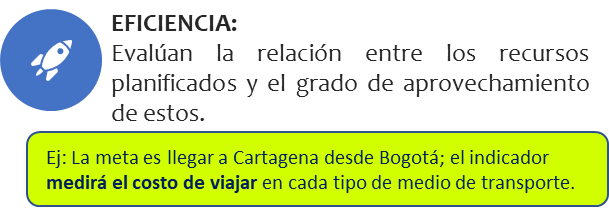 EFICIENCIA:
Evalúan la relación entre los recursos
planificados y el grado de aprovechamiento
de estos.
Ej: La meta es llegar a Cartagena desde Bogotá; el indicador
medirá el costo de viajar en cada tipo de medio de transporte.